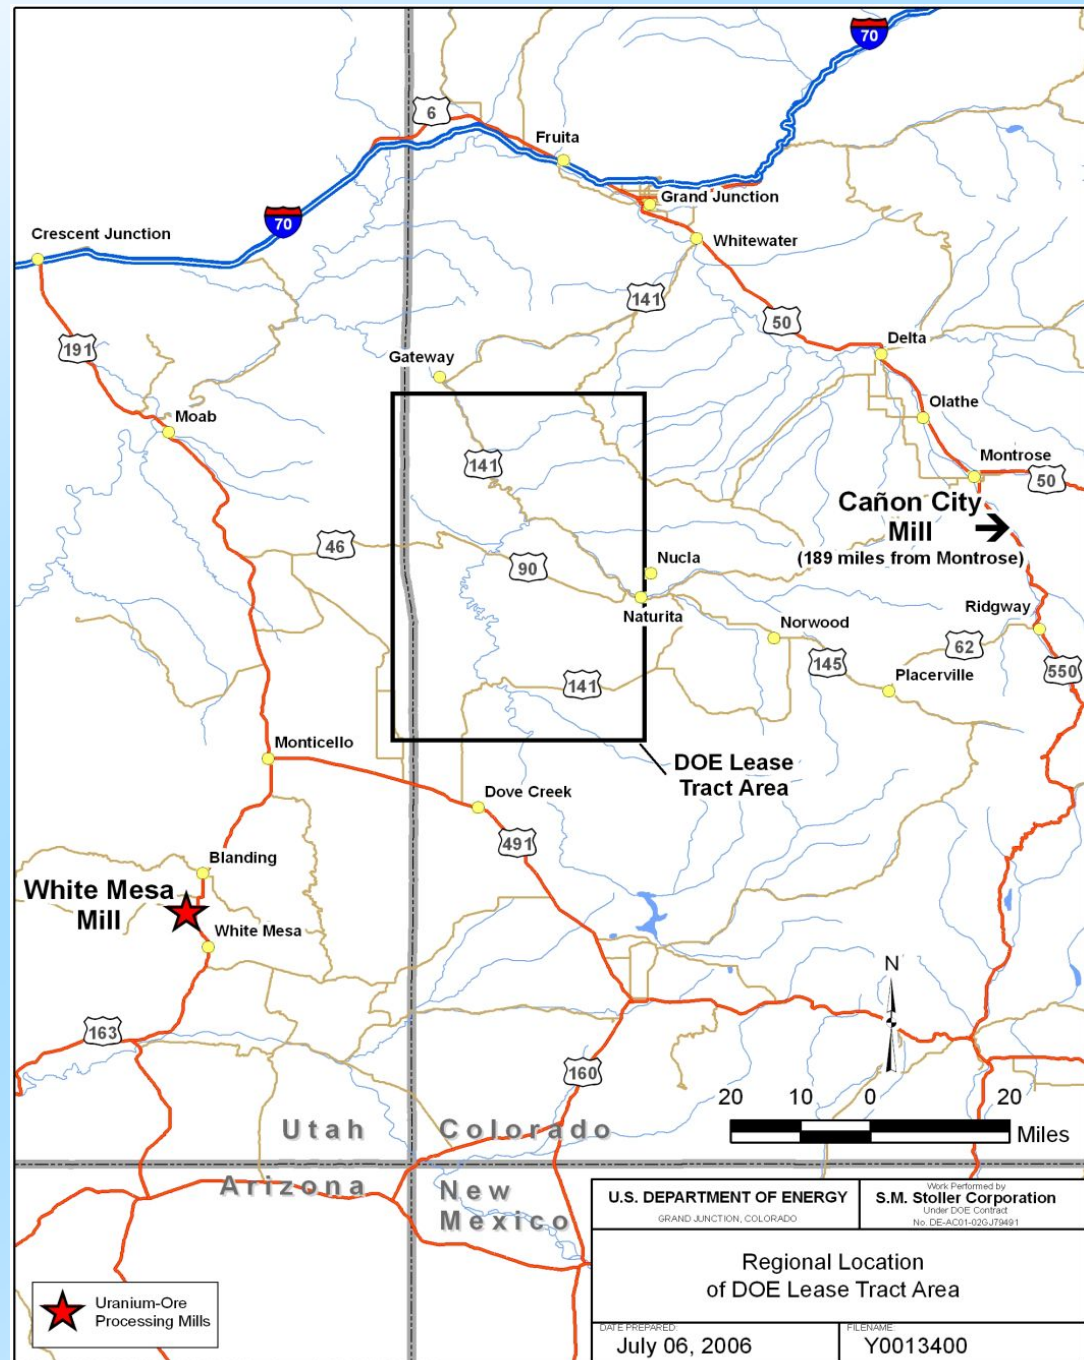 70
6
Fruita
Grand Junction
70
Crescent Junction
Whitewater
141
50
191
Gateway
Delta
Olathe
Moab
Montrose
141
50
Cañon City
Mill
(189 miles from Montrose)
46
90
Nucla
Naturita
Norwood
Ridgway
62
145
550
141
Placerville
Monticello
DOE Lease
Tract Area
Dove Creek
491
Blanding
White Mesa
Mill
White Mesa
N
163
160
20 10 0 20
Miles
Utah
Colorado
Arizona
New
Mexico
U.S. DEPARTMENT OF ENERGY
GRAND JUNCTION, COLORADO
Work Performed by
S.M. Stoller Corporation
Under DOE Contract
No. DE-AC01-02GJ79491
Regional Location
of DOE Lease Tract Area
Uranium-Ore
Processing Mills
DATE PREPARED:
July 06, 2006
FILENAME:
Y0013400